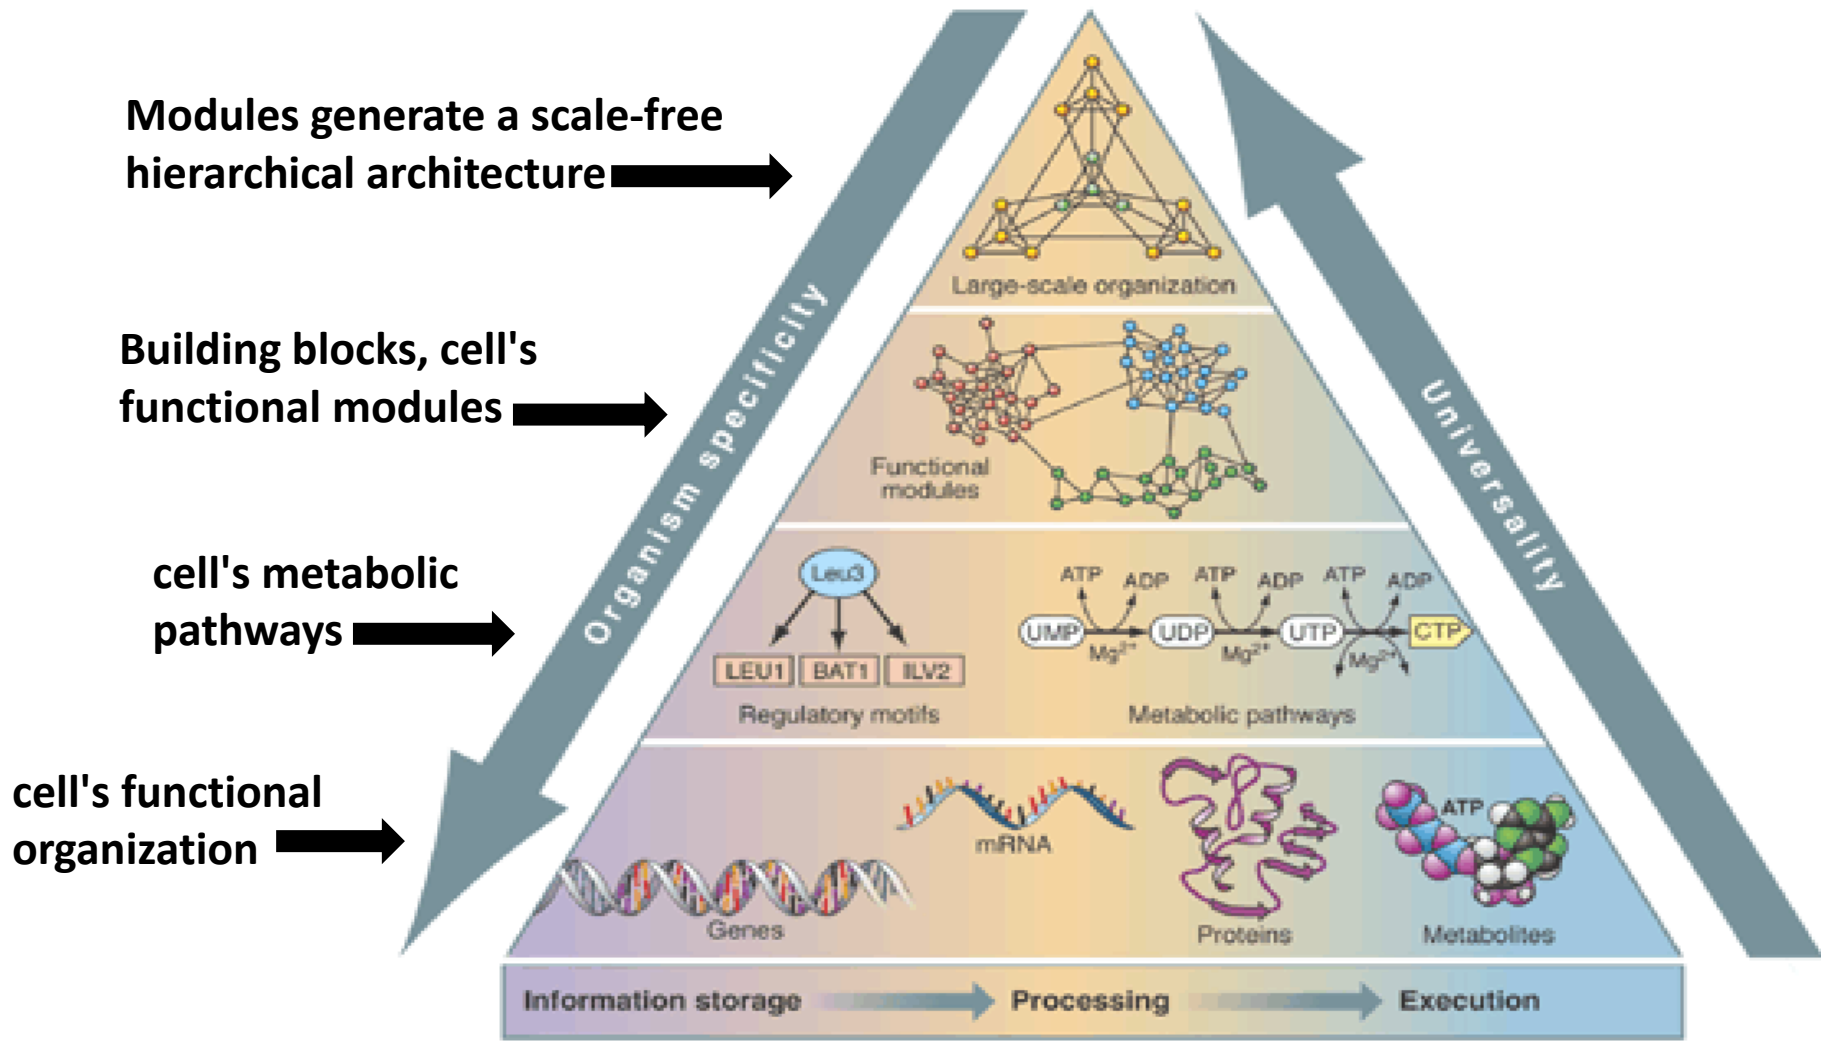 Modules generate a scale-free
hierarchical architecture
Large-scale organization
Building blocks, cell's
functional modules
Functional
modules
Organism specificity
Universality
cell's metabolic
pathways
Leu3
LEU1 BAT1 ILV2
Regulatory motifs
ATP ADP ATP ADP ATP ADP
UMP UDP UTP CTP
Mg²⁺ Mg²⁺ Mg²⁺
Metabolic pathways
cell's functional
organization
Genes
mRNA
Proteins
ATP
Metabolites
Information storage Processing Execution